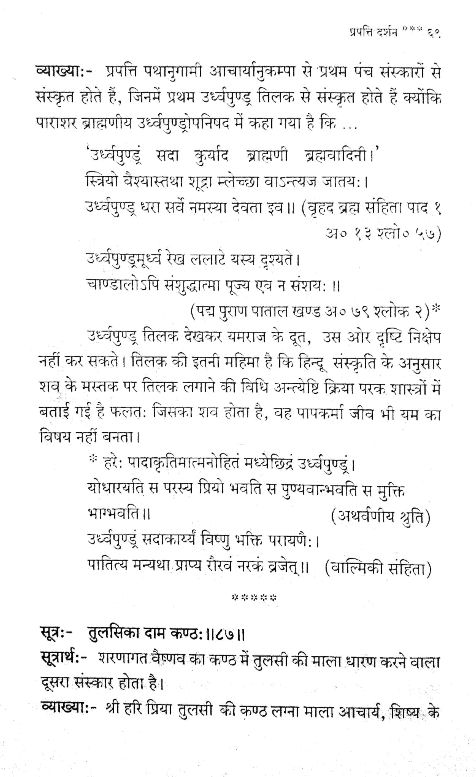 प्रपत्ति दर्शन *** ६९
व्याख्याः- प्रपत्ति पथानुगामी आचार्यानुकम्पा से प्रथम पंच संस्कारों से
संस्कृत होते हैं, जिनमें प्रथम उर्ध्वपुण्ड्र तिलक से संस्कृत होते हैं क्योंकि
पाराशर ब्राह्मणीय उर्ध्वपुण्ड्रोपनिषद में कहा गया है कि ...
'उर्ध्वपुण्ड्रं सदा कुर्याद ब्राह्मणी ब्रह्मवादिनी।'
स्त्रियो वैश्यास्तथा शूद्रा म्लेच्छा वाऽन्त्यज जातयः।
उर्ध्वपुण्ड्र धरा सर्वे नमस्या देवता इव॥ (वृहद ब्रह्म संहिता पाद १
अ० १३ श्लो० ५७)
उर्ध्वपुण्ड्रमूर्ध्व रेख ललाटे यस्य दृश्यते।
चाण्डालोऽपि संशुद्धात्मा पूज्य एव न संशयः ॥
(पद्म पुराण पाताल खण्ड अ० ७९ श्लोक २)*
उर्ध्वपुण्ड्र तिलक देखकर यमराज के दूत, उस ओर दृष्टि निक्षेप
नहीं कर सकते। तिलक की इतनी महिमा है कि हिन्दू संस्कृति के अनुसार
शव के मस्तक पर तिलक लगाने की विधि अन्त्येष्टि क्रिया परक शास्त्रों में
बताई गई है फलतः जिसका शव होता है, वह पापकर्मा जीव भी यम का
विषय नहीं बनता।
* हरेः पादाकृतिमात्मनोहितं मध्येछिद्रं उर्ध्वपुण्ड्रं।
योधारयति स परस्य प्रियो भवति स पुण्यवान्भवति स मुक्ति
भाग्भवति॥ (अथर्वणीय श्रुति)
उर्ध्वपुण्ड्रं सदाकार्य्यं विष्णु भक्ति परायणैः।
पातित्य मन्यथा प्राप्य रौरवं नरकं व्रजेत्॥ (वाल्मिकी संहिता)
*****
सूत्रः- तुलसिका दाम कण्ठः॥८७॥
सूत्रार्थः- शरणागत वैष्णव का कण्ठ में तुलसी की माला धारण करने वाला
दूसरा संस्कार होता है।
व्याख्याः- श्री हरि प्रिया तुलसी की कण्ठ लग्ना माला आचार्य, शिष्य के